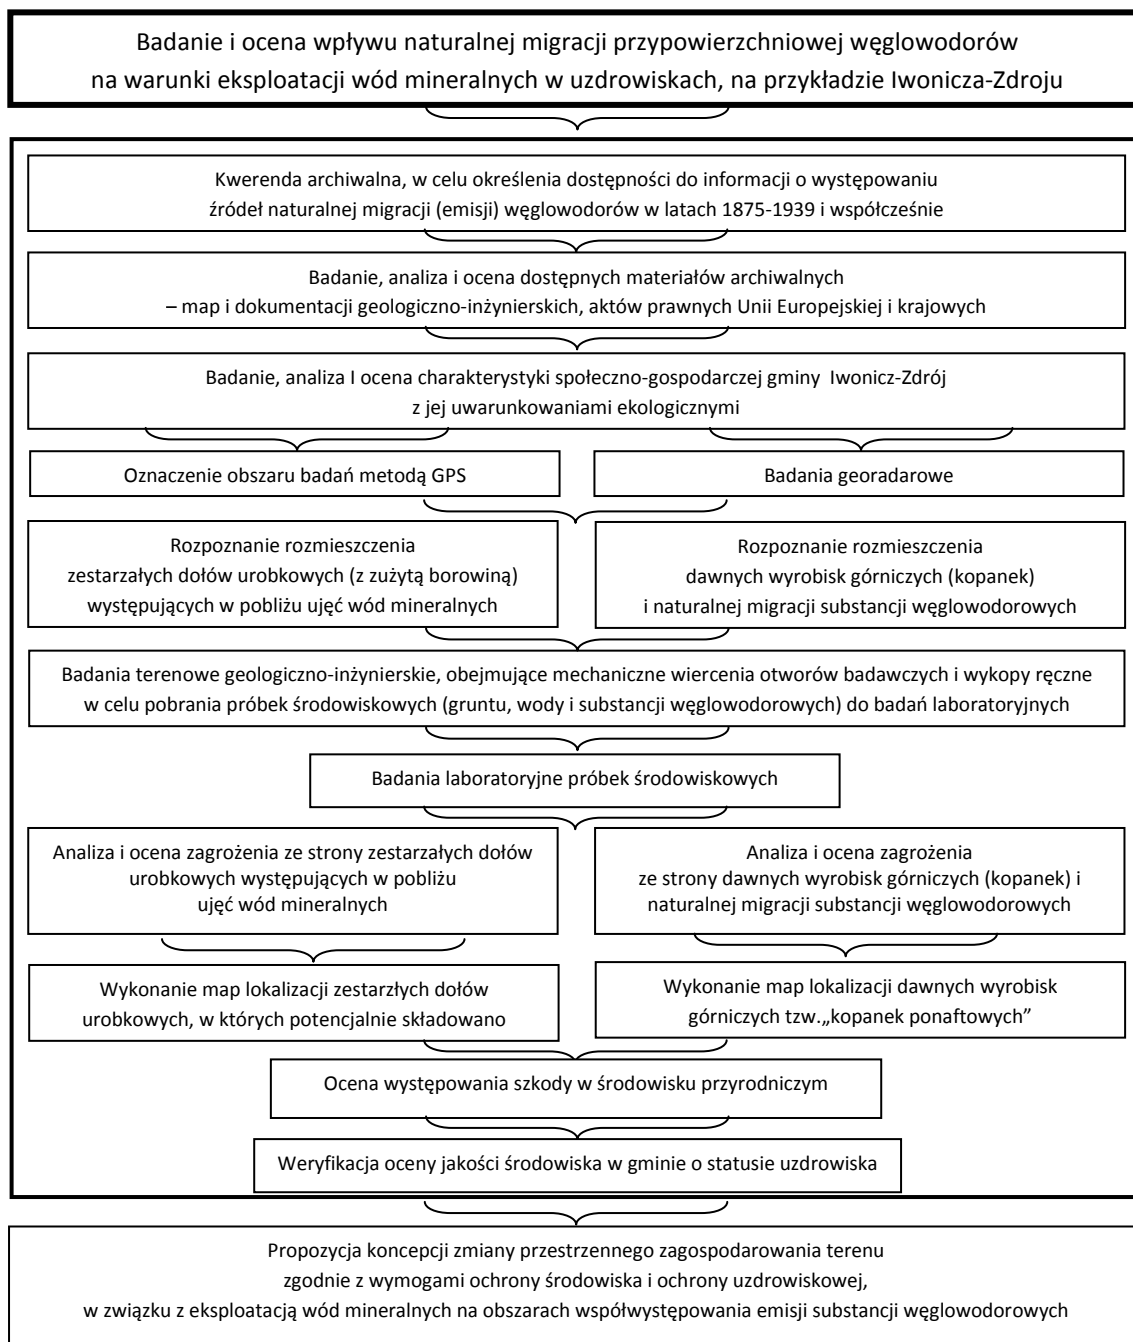 Badanie i ocena wpływu naturalnej migracji przypowierzchniowej węglowodorów
na warunki eksploatacji wód mineralnych w uzdrowiskach, na przykładzie Iwonicza-Zdroju
Kwerenda archiwalna, w celu określenia dostępności do informacji o występowaniu
źródeł naturalnej migracji (emisji) węglowodorów w latach 1875-1939 i współcześnie
Badanie, analiza i ocena dostępnych materiałów archiwalnych
– map i dokumentacji geologiczno-inżynierskich, aktów prawnych Unii Europejskiej i krajowych
Badanie, analiza I ocena charakterystyki społeczno-gospodarczej gminy Iwonicz-Zdrój
z jej uwarunkowaniami ekologicznymi
Oznaczenie obszaru badań metodą GPS
Badania georadarowe
Rozpoznanie rozmieszczenia
zestarzałych dołów urobkowych (z zużytą borowiną)
występujących w pobliżu ujęć wód mineralnych
Rozpoznanie rozmieszczenia
dawnych wyrobisk górniczych (kopanek)
i naturalnej migracji substancji węglowodorowych
Badania terenowe geologiczno-inżynierskie, obejmujące mechaniczne wiercenia otworów badawczych i wykopy ręczne
w celu pobrania próbek środowiskowych (gruntu, wody i substancji węglowodorowych) do badań laboratoryjnych
Badania laboratoryjne próbek środowiskowych
Analiza i ocena zagrożenia ze strony zestarzałych dołów
urobkowych występujących w pobliżu
ujęć wód mineralnych
Analiza i ocena zagrożenia
ze strony dawnych wyrobisk górniczych (kopanek) i
naturalnej migracji substancji węglowodorowych
Wykonanie map lokalizacji zestarzłych dołów
urobkowych, w których potencjalnie składowano
Wykonanie map lokalizacji dawnych wyrobisk
górniczych tzw.„kopanek ponaftowych”
Ocena występowania szkody w środowisku przyrodniczym
Weryfikacja oceny jakości środowiska w gminie o statusie uzdrowiska
Propozycja koncepcji zmiany przestrzennego zagospodarowania terenu
zgodnie z wymogami ochrony środowiska i ochrony uzdrowiskowej,
w związku z eksploatacją wód mineralnych na obszarach współwystępowania emisji substancji węglowodorowych